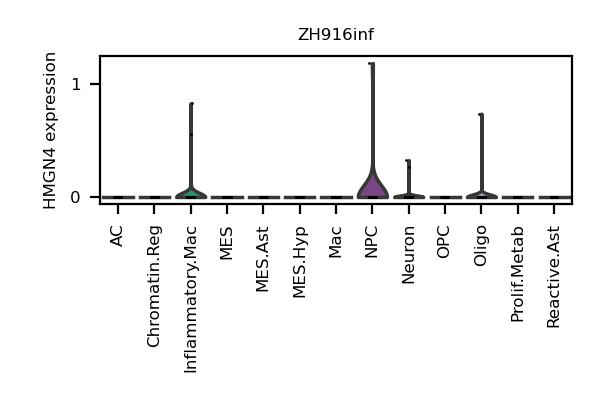 ZH916inf
HMGN4 expression
1
0
AC
Chromatin.Reg
Inflammatory.Mac
MES
MES.Ast
MES.Hyp
Mac
NPC
Neuron
OPC
Oligo
Prolif.Metab
Reactive.Ast